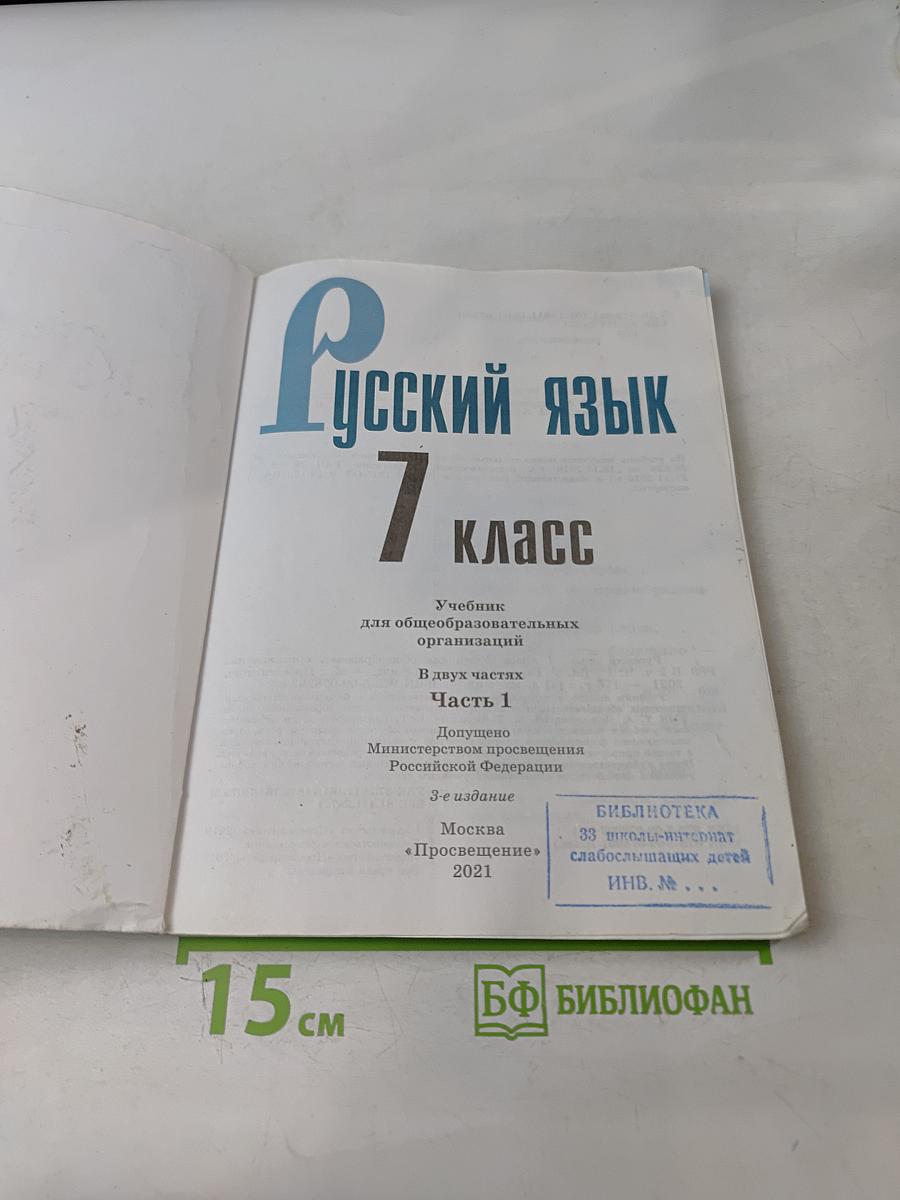 Русский язык
7 класс
Учебник
для общеобразовательных
организаций
В двух частях
Часть 1
Допущено
Министерством просвещения
Российской Федерации
3-е издание
Москва
«Просвещение»
2021
БИБЛИОТЕКА
33 школы-интернат
слабослышащих детей
ИНВ. № ...
15 см
БФ БИБЛИОФАН